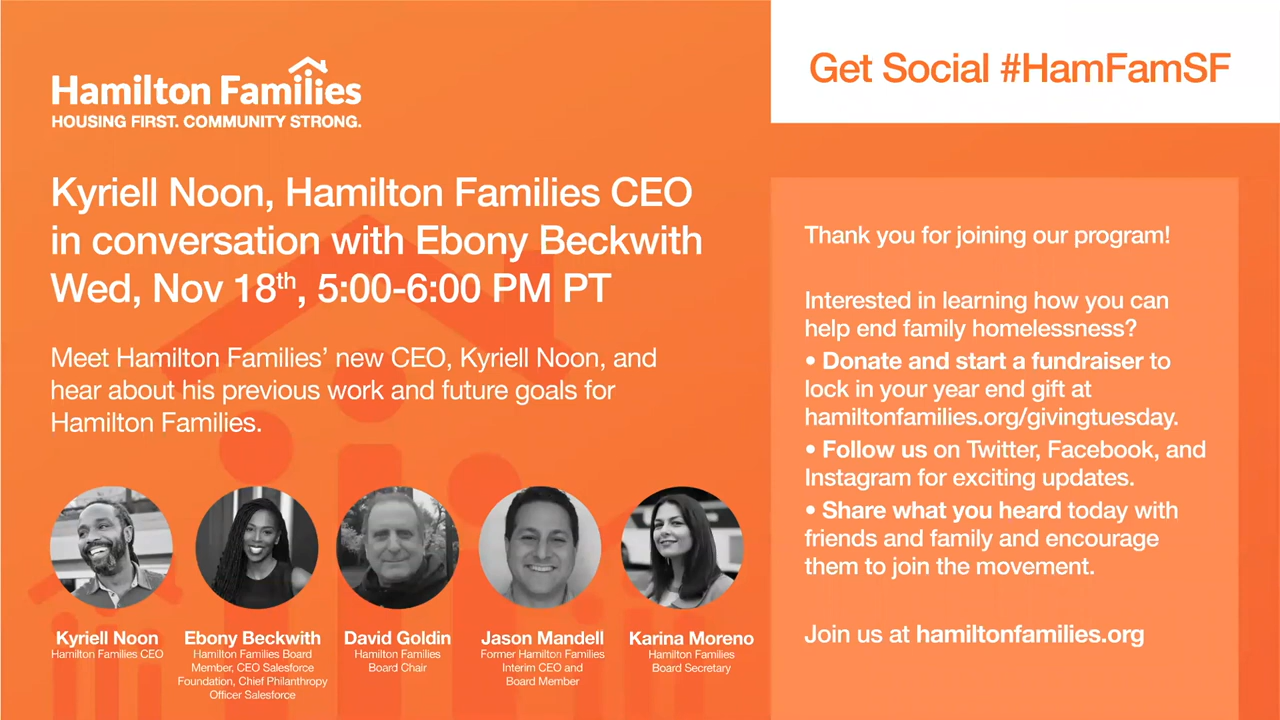 Hamilton Families
HOUSING FIRST. COMMUNITY STRONG.
Kyriell Noon, Hamilton Families CEO
in conversation with Ebony Beckwith
Wed, Nov 18th, 5:00-6:00 PM PT
Meet Hamilton Families’ new CEO, Kyriell Noon, and
hear about his previous work and future goals for
Hamilton Families.
Kyriell Noon
Hamilton Families CEO
Ebony Beckwith
Hamilton Families Board
Member, CEO Salesforce
Foundation, Chief Philanthropy
Officer Salesforce
David Goldin
Hamilton Families
Board Chair
Jason Mandell
Former Hamilton Families
Interim CEO and
Board Member
Karina Moreno
Hamilton Families
Board Secretary
Get Social #HamFamSF
Thank you for joining our program!
Interested in learning how you can
help end family homelessness?
• Donate and start a fundraiser to
lock in your year end gift at
hamiltonfamilies.org/givingtuesday.
• Follow us on Twitter, Facebook, and
Instagram for exciting updates.
• Share what you heard today with
friends and family and encourage
them to join the movement.
Join us at hamiltonfamilies.org